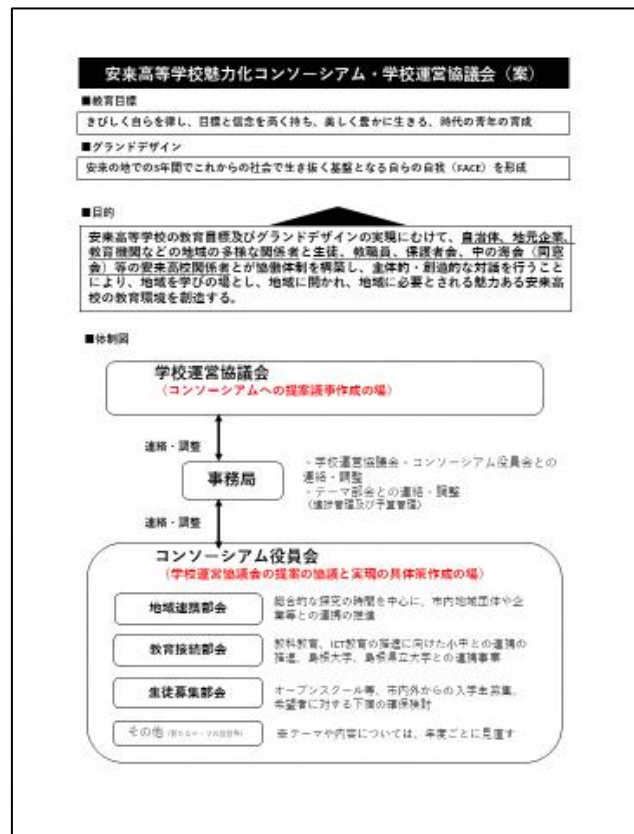 安来高等学校魅力化コンソーシアム・学校運営協議会（案）
■教育目標
きびしく自らを律し、目標と信念を高く持ち、美しく豊かに生きる、時代の青年の育成
■グランドデザイン
安来の地での3年間でこれからの社会で生き抜く基盤となる自らの自我（FACE）を形成
■目的
安来高等学校の教育目標及びグランドデザインの実現にむけて、自治体、地元企業、
教育機関などの地域の多様な関係者と生徒、教職員、保護者会、中の海会（同窓
会）等の安来高校関係者とが協働体制を構築し、主体的・創造的な対話を行うこと
により、地域を学びの場とし、地域に開かれ、地域に必要とされる魅力ある安来高
校の教育環境を創造する。
■体制図
学校運営協議会
（コンソーシアムへの提案議事作成の場）
連絡・調整
事務局
・学校運営協議会・コンソーシアム役員会との
連絡・調整
・テーマ部会との連絡・調整
（進捗管理及び予算管理）
連絡・調整
コンソーシアム役員会
（学校運営協議会の提案の協議と実現の具体策作成の場）
地域連携部会
総合的な探究の時間を中心に、市内地域団体や企
業等との連携の推進
教育接続部会
教科教育、ICT教育の推進に向けた小中との連携の
推進、島根大学、島根県立大学との連携事業
生徒募集部会
オープンスクール等、市内外からの入学生募集、
希望者に対する下宿の確保検討
その他
※テーマや内容については、年度ごとに見直す